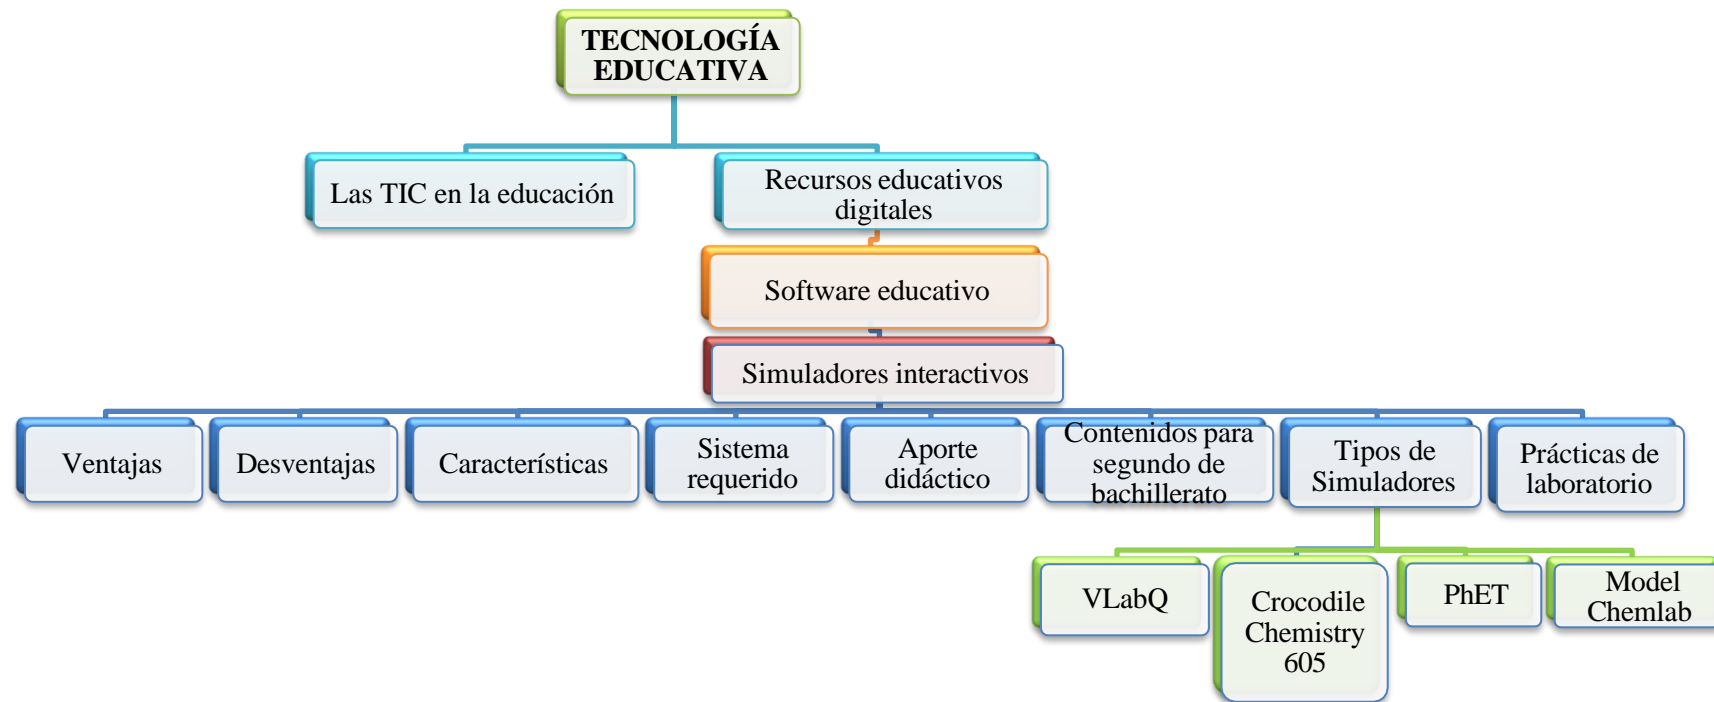 TECNOLOGÍA
EDUCATIVA
Las TIC en la educación
Recursos educativos
digitales
Software educativo
Simuladores interactivos
Ventajas
Desventajas
Características
Sistema
requerido
Aporte
didáctico
Contenidos para
segundo de
bachillerato
Tipos de
Simuladores
Prácticas de
laboratorio
VLabQ
Crocodile
Chemistry
605
PhET
Model
Chemlab